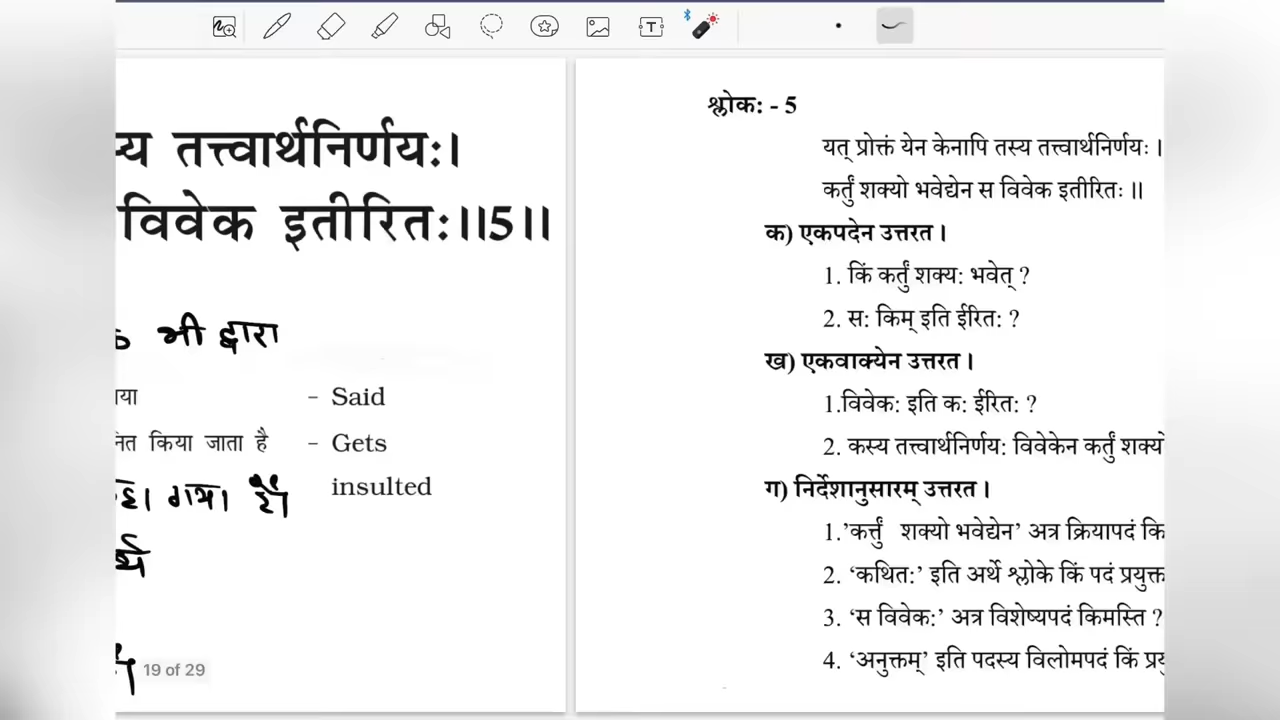 तत्त्वार्थनिर्णयः।
विवेक इतीरितः।।5।।
भी द्वारा
- Said
किया जाता है - Gets
insulted
गया है
19 of 29
श्लोक: - 5
यत् प्रोक्तं येन केनापि तस्य तत्त्वार्थनिर्णयः ।
कर्तुं शक्यो भवेद्येन स विवेक इतीरितः ॥
क) एकपदेन उत्तरत ।
1. किं कर्तुं शक्य: भवेत् ?
2. स: किम् इति ईरित: ?
ख) एकवाक्येन उत्तरत ।
1.विवेक: इति क: ईरित: ?
2. कस्य तत्त्वार्थनिर्णय: विवेकेन कर्तुं
ग) निर्देशानुसारम् उत्तरत ।
1.’कर्त्तुं शक्यो भवेद्येन’ अत्र क्रियापदं
2. ‘कथित:’ इति अर्थे श्लोके किं पदं
3. ‘स विवेक:’ अत्र विशेष्यपदं किमस्ति ?
4. ‘अनुक्तम्’ इति पदस्य विलोमपदं किं